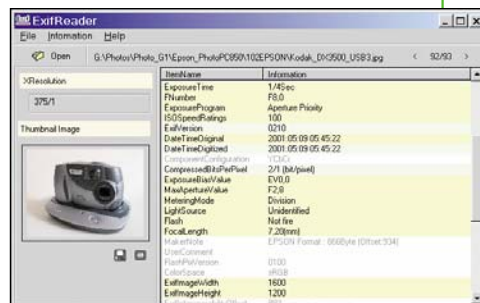 ExifReader
File Infomation Help
Open G:\Photos\Photo_G1\Epson_PhotoPC850\102EPSON\Kodak_DX3500_USB3.jpg < 92/93 >
XResolution
375/1
Thumbnail Image
ItemName Information
ExposureTime 1/4Sec
FNumber F8,0
ExposureProgram Aperture Priority
ISOSpeedRatings 100
ExifVersion 0210
DateTimeOriginal 2001:05:09 05:45:22
DateTimeDigitized 2001:05:09 05:45:22
ComponentConfiguration YCbCr
CompressedBitsPerPixel 2/1 (bit/pixel)
ExposureBiasValue EV0,0
MaxApertureValue F2,8
MeteringMode Division
LightSource Unidentified
Flash Not fire
FocalLength 7,20(mm)
MakerNote EPSON Format : 866Byte (Offset:934)
UserComment
FlashPixVersion 0100
ColorSpace sRGB
ExifImageWidth 1600
ExifImageHeight 1200